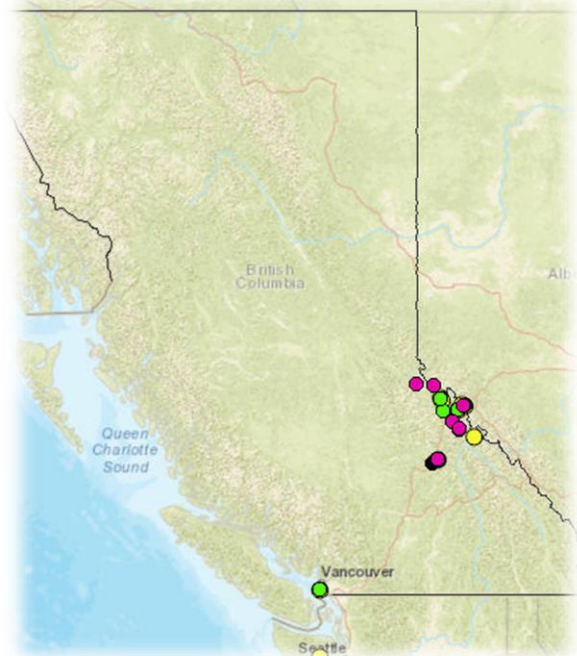 British
Columbia
Alb
Queen
Charlotte
Sound
Vancouver
Seattle